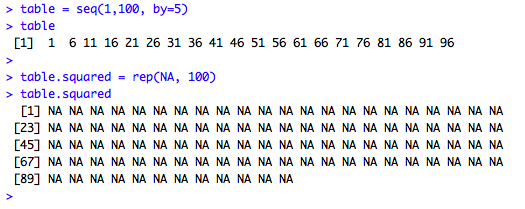 > table = seq(1,100, by=5)
> table
 [1]  1  6 11 16 21 26 31 36 41 46 51 56 61 66 71 76 81 86 91 96
>
> table.squared = rep(NA, 100)
> table.squared
  [1] NA NA NA NA NA NA NA NA NA NA NA NA NA NA NA NA NA NA NA NA NA NA
 [23] NA NA NA NA NA NA NA NA NA NA NA NA NA NA NA NA NA NA NA NA NA NA
 [45] NA NA NA NA NA NA NA NA NA NA NA NA NA NA NA NA NA NA NA NA NA NA
 [67] NA NA NA NA NA NA NA NA NA NA NA NA NA NA NA NA NA NA NA NA NA NA
 [89] NA NA NA NA NA NA NA NA NA NA NA NA
>